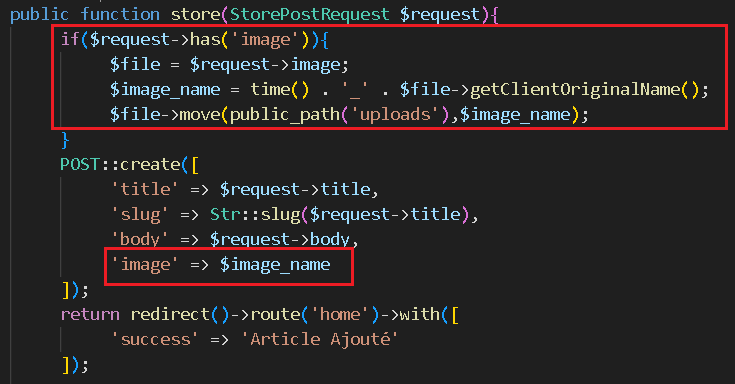 public function store(StorePostRequest $request){
if($request->has('image')){
$file = $request->image;
$image_name = time() . '_' . $file->getClientOriginalName();
$file->move(public_path('uploads'),$image_name);
}
POST::create([
'title' => $request->title,
'slug' => Str::slug($request->title),
'body' => $request->body,
'image' => $image_name
]);
return redirect()->route('home')->with([
'success' => 'Article Ajouté'
]);